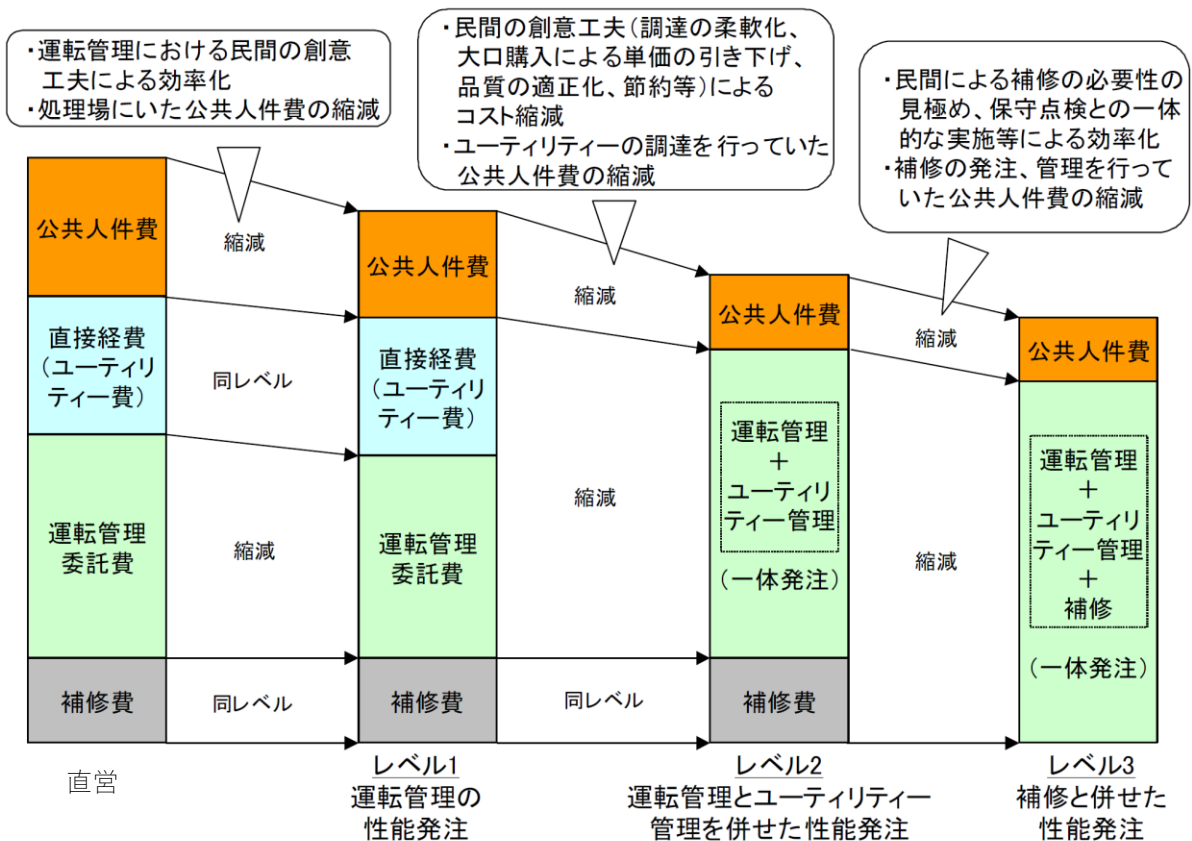 ・運転管理における民間の創意
工夫による効率化
・処理場にいた公共人件費の縮減
・民間の創意工夫（調達の柔軟化、
大口購入による単価の引き下げ、
品質の適正化、節約等）による
コスト縮減
・ユーティリティーの調達を行っていた
公共人件費の縮減
・民間による補修の必要性の
見極め、保守点検との一体
的な実施等による効率化
・補修の発注、管理を行って
いた公共人件費の縮減
公共人件費
直接経費
（ユーティリ
ティー費）
運転管理
委託費
補修費
直営
縮減
同レベル
縮減
同レベル
公共人件費
直接経費
（ユーティリ
ティー費）
運転管理
委託費
補修費
レベル1
運転管理の
性能発注
縮減
縮減
同レベル
公共人件費
運転管理
＋
ユーティリ
ティー管理
（一体発注）
補修費
レベル2
運転管理とユーティリティー
管理を併せた性能発注
縮減
縮減
公共人件費
運転管理
＋
ユーティリ
ティー管理
＋
補修
（一体発注）
レベル3
補修と併せた
性能発注